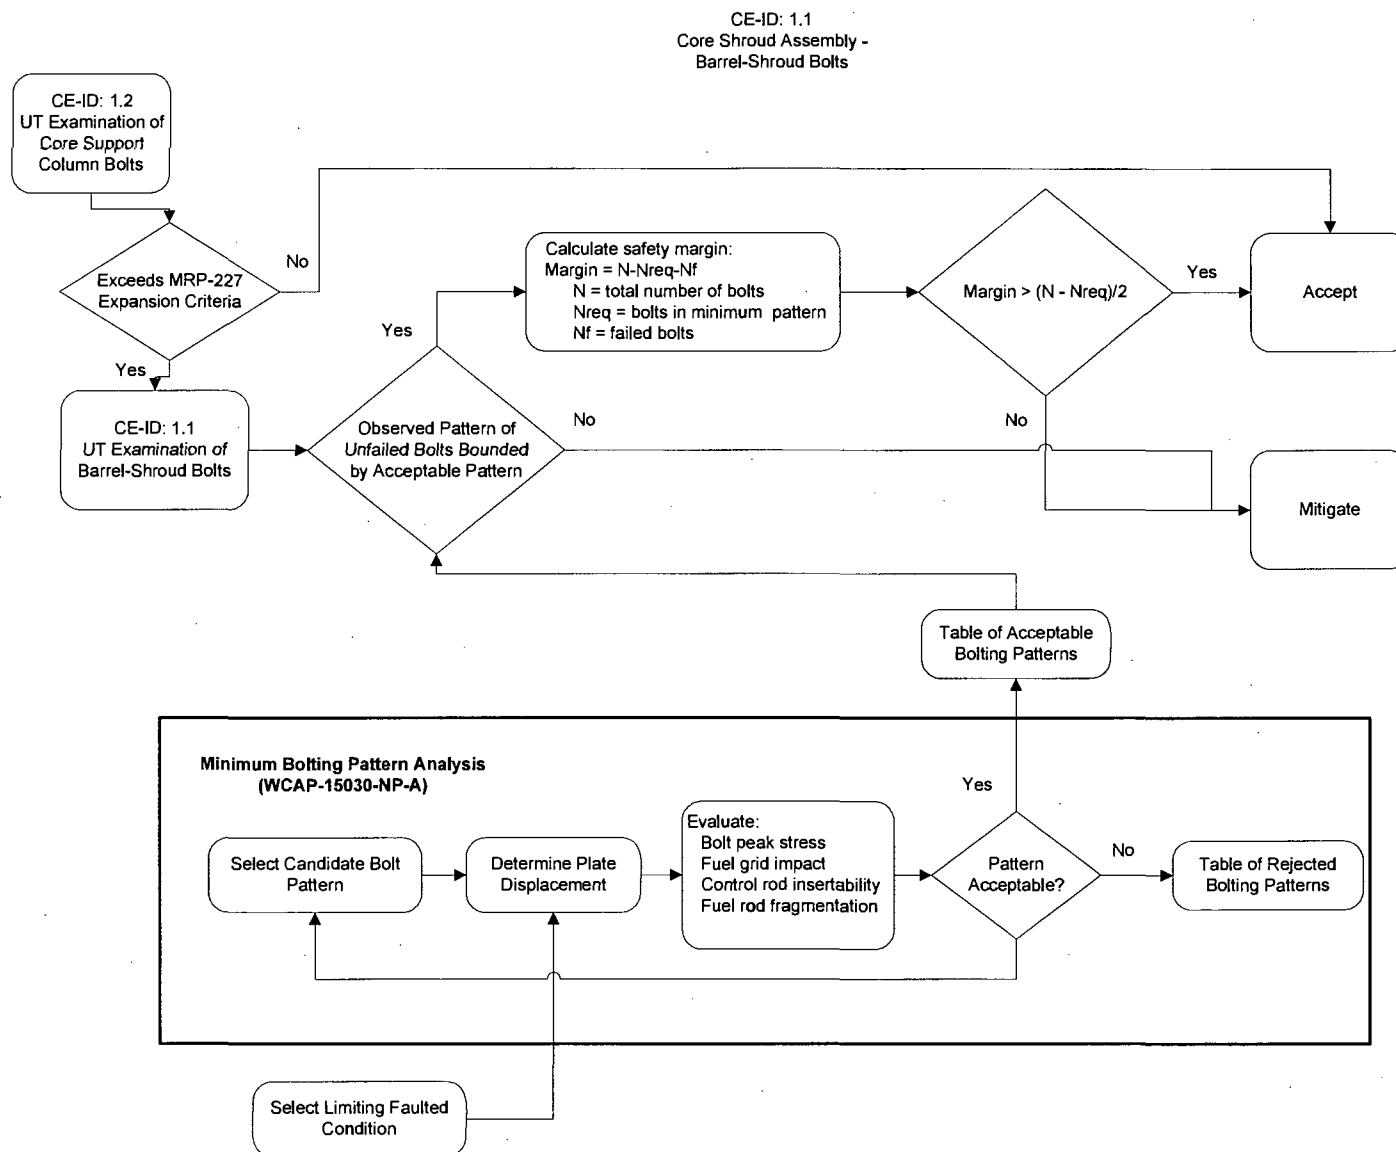 CE-ID: 1.1
Core Shroud Assembly -
Barrel-Shroud Bolts
CE-ID: 1.2
UT Examination of
Core Support
Column Bolts
Exceeds MRP-227
Expansion Criteria
No
Yes
CE-ID: 1.1
UT Examination of
Barrel-Shroud Bolts
Observed Pattern of
Unfailed Bolts Bounded
by Acceptable Pattern
Yes
No
Calculate safety margin:
Margin = N-Nreq-Nf
N = total number of bolts
Nreq = bolts in minimum pattern
Nf = failed bolts
Margin > (N - Nreq)/2
Yes
No
Accept
Mitigate
Table of Acceptable
Bolting Patterns
Minimum Bolting Pattern Analysis
(WCAP-15030-NP-A)
Select Candidate Bolt
Pattern
Determine Plate
Displacement
Evaluate:
Bolt peak stress
Fuel grid impact
Control rod insertability
Fuel rod fragmentation
Pattern
Acceptable?
Yes
No
Table of Rejected
Bolting Patterns
Select Limiting Faulted
Condition